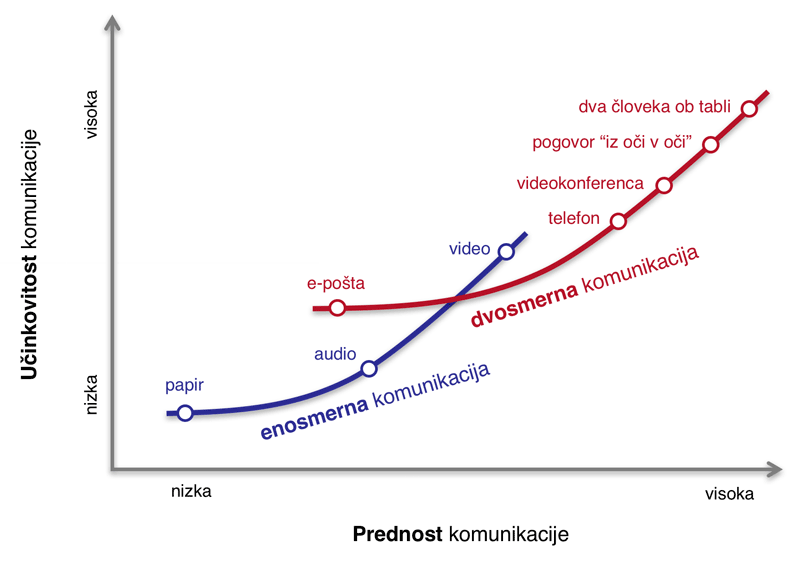 dva človeka ob tabli
visoka
pogovor “iz oči v oči”
videokonferenca
telefon
video
e-pošta
dvosmerna komunikacija
audio
papir
enosmerna komunikacija
nizka
Učinkovitost komunikacije
nizka
visoka
Prednost komunikacije